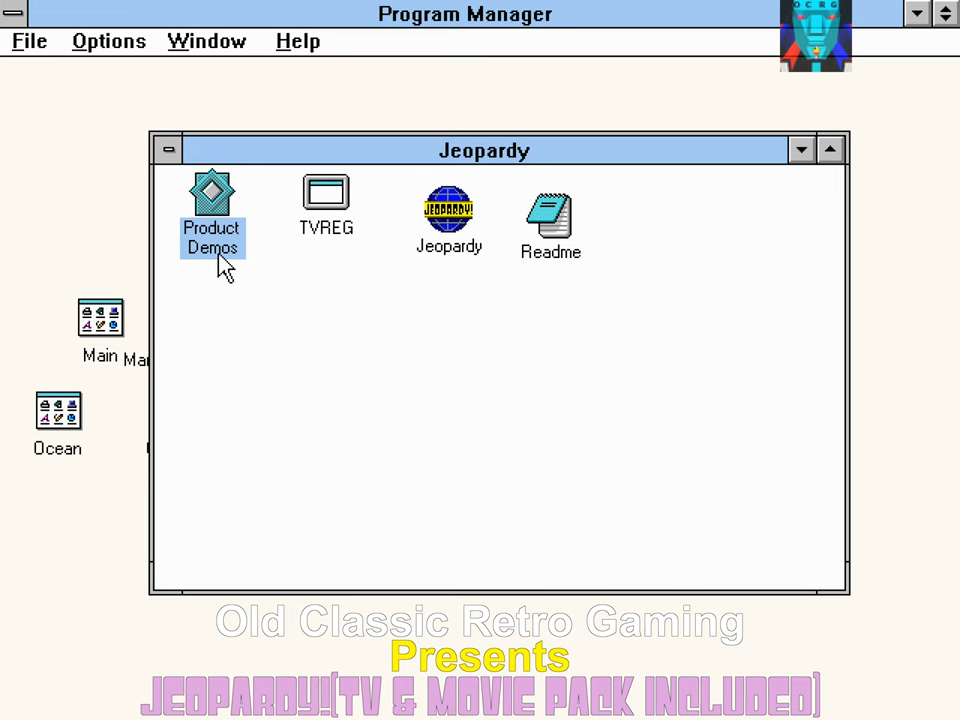 Program Manager
File Options Window Help
OCRG
Jeopardy
Product Demos
TVREG
JEOPARDY!
Jeopardy
Readme
Main
Mai
Ocean
Old Classic Retro Gaming
Presents
JEOPARDY!(TV & MOVIE PACK INCLUDED)